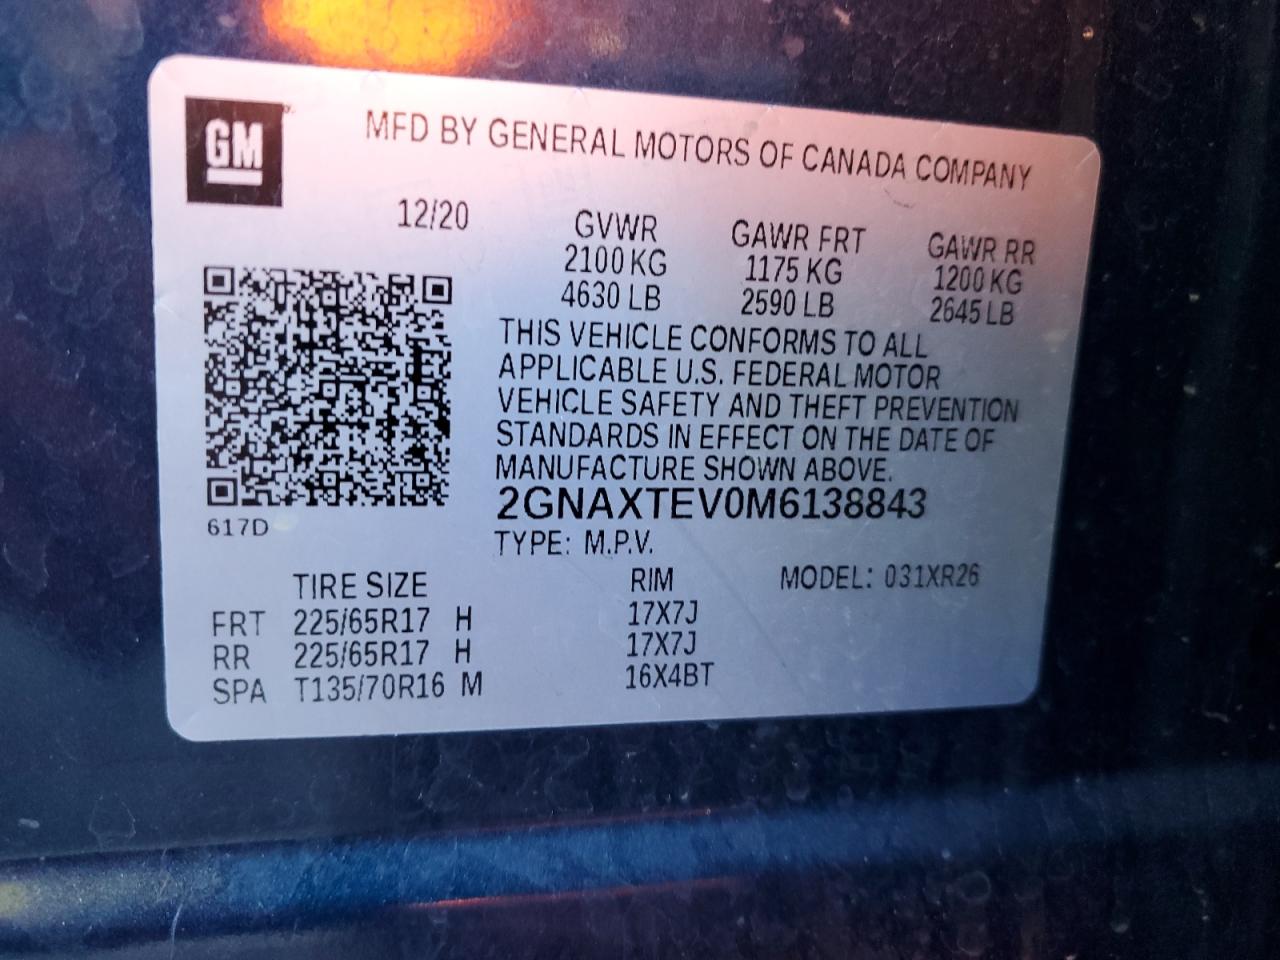 GM
MFD BY GENERAL MOTORS OF CANADA COMPANY
12/20 GVWR GAWR FRT GAWR RR
2100 KG 1175 KG 1200 KG
4630 LB 2590 LB 2645 LB
THIS VEHICLE CONFORMS TO ALL
APPLICABLE U.S. FEDERAL MOTOR
VEHICLE SAFETY AND THEFT PREVENTION
STANDARDS IN EFFECT ON THE DATE OF
MANUFACTURE SHOWN ABOVE.
2GNAXTEV0M6138843
617D
TYPE: M.P.V.
TIRE SIZE RIM MODEL: 031XR26
FRT 225/65R17 H 17X7J
RR 225/65R17 H 17X7J
SPA T135/70R16 M 16X4BT